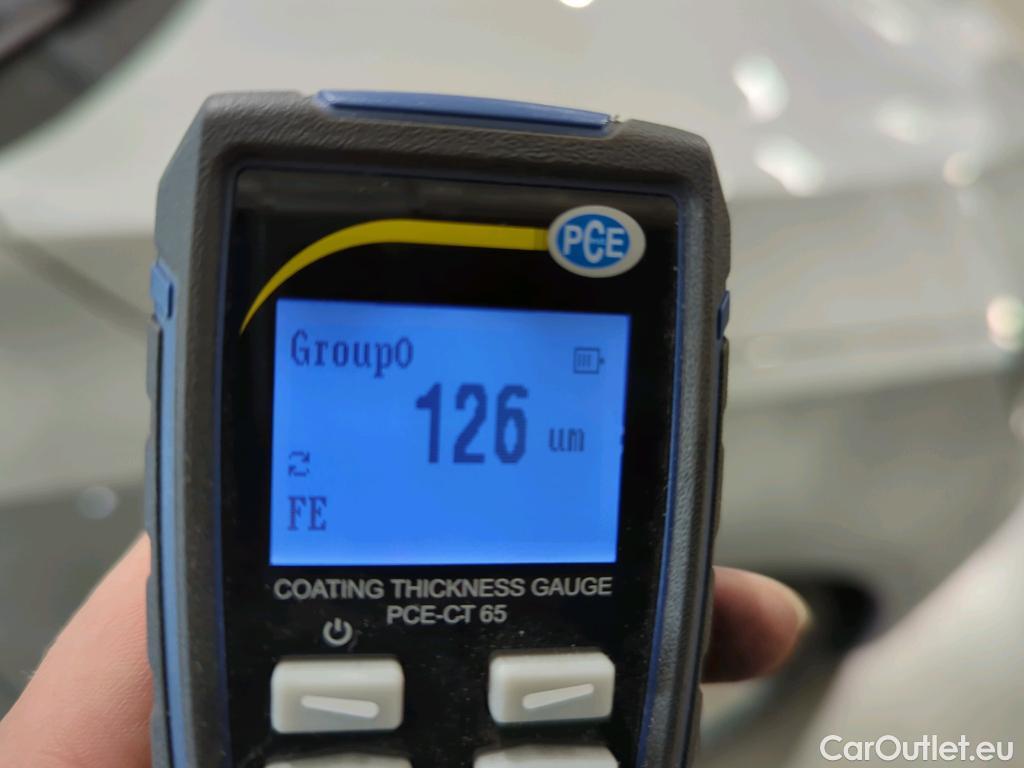 PCE
Group0
126 um
FE
COATING THICKNESS GAUGE
PCE-CT 65
CarOutlet.eu